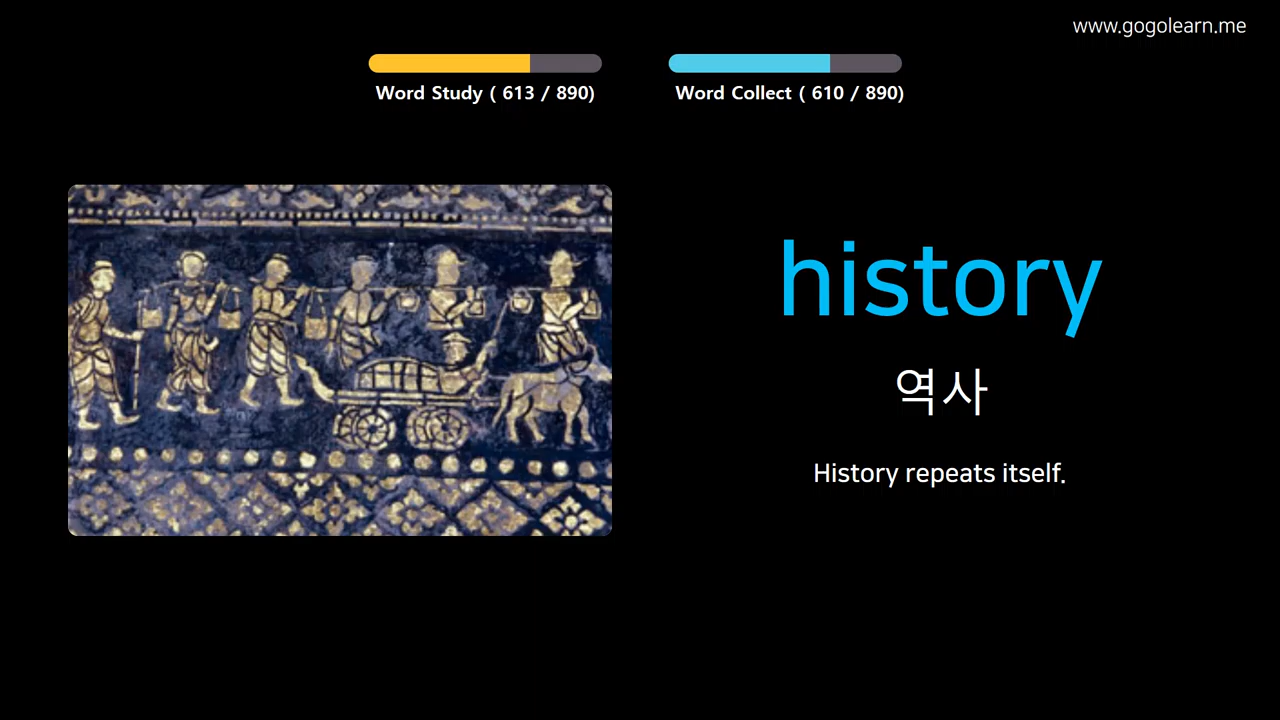 www.gogolearn.me
Word Study ( 613 / 890)
Word Collect ( 610 / 890)
history
역사
History repeats itself.